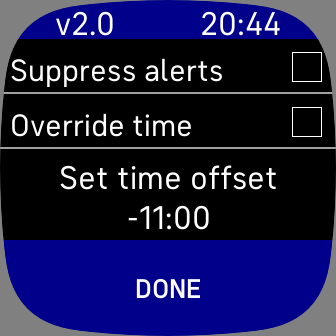 v2.0 20:44
Suppress alerts
Override time
Set time offset
-11:00
DONE